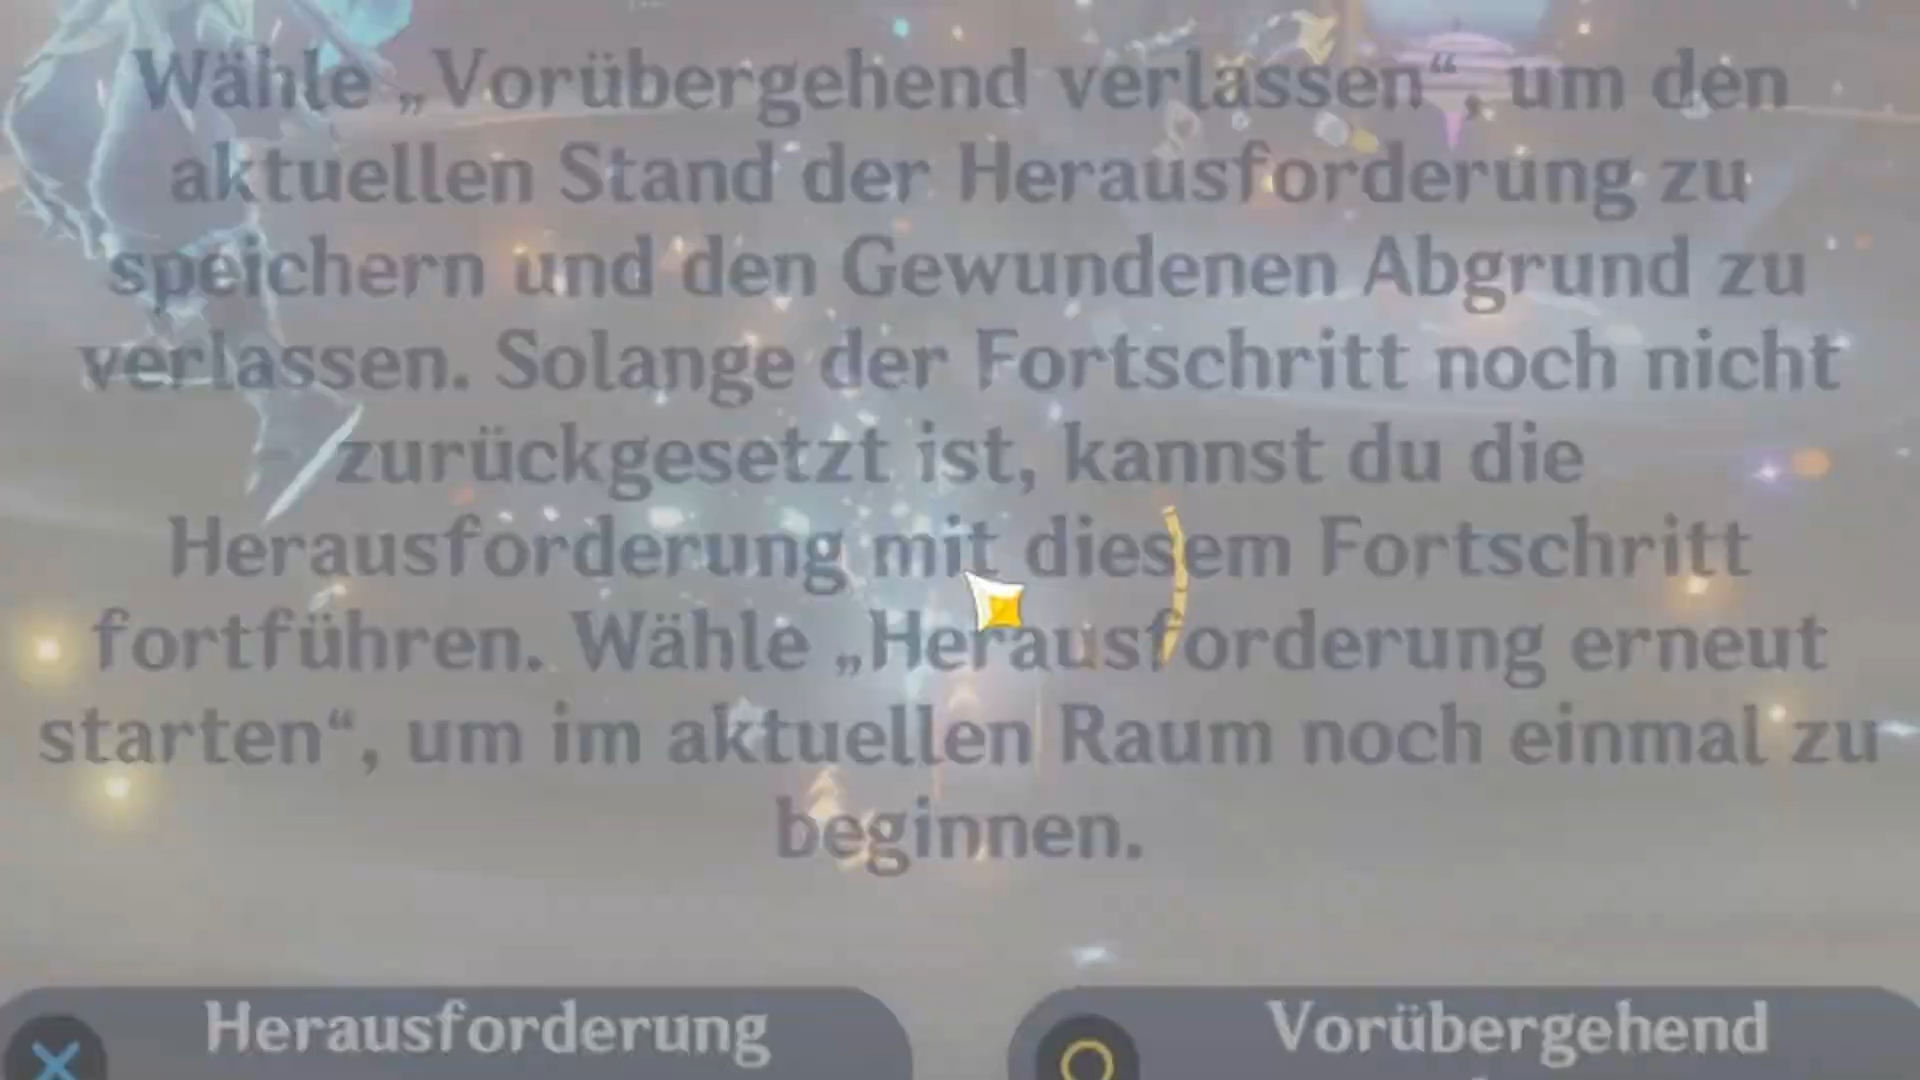 Wähle „Vorübergehend verlassen“, um den
aktuellen Stand der Herausforderung zu
speichern und den Gewundenen Abgrund zu
verlassen. Solange der Fortschritt noch nicht
zurückgesetzt ist, kannst du die
Herausforderung mit diesem Fortschritt
fortführen. Wähle „Herausforderung erneut
starten“, um im aktuellen Raum noch einmal zu
beginnen.
Herausforderung
Vorübergehend